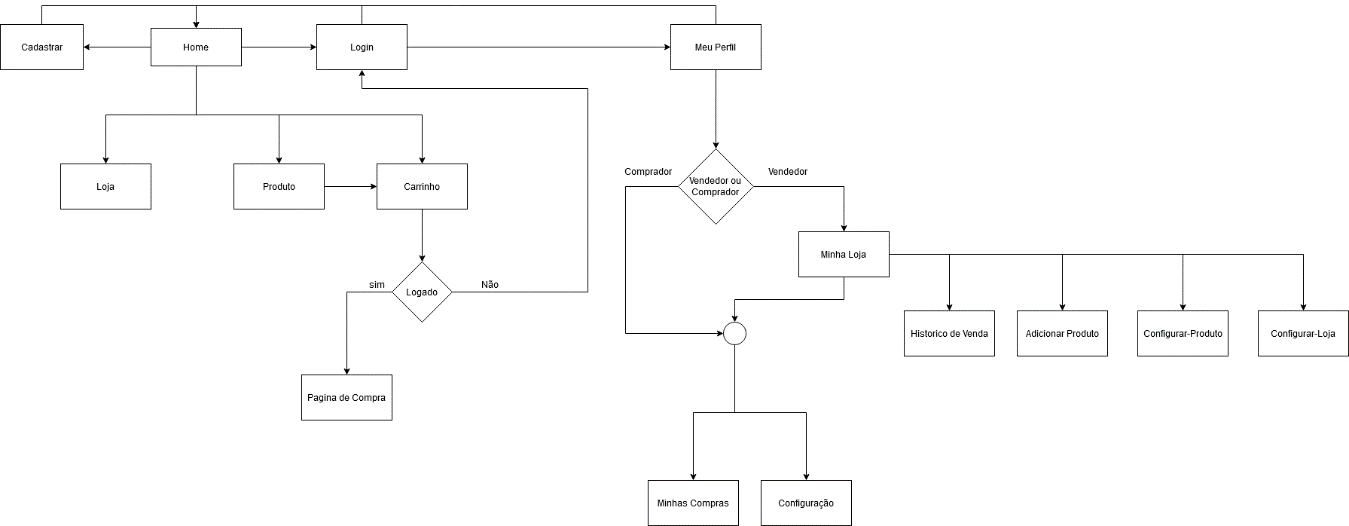 Cadastrar
Home
Login
Meu Perfil
Loja
Produto
Carrinho
Comprador
Vendedor ou
Comprador
Vendedor
Minha Loja
sim
Logado
Não
Historico de Venda
Adicionar Produto
Configurar-Produto
Configurar-Loja
Pagina de Compra
Minhas Compras
Configuração